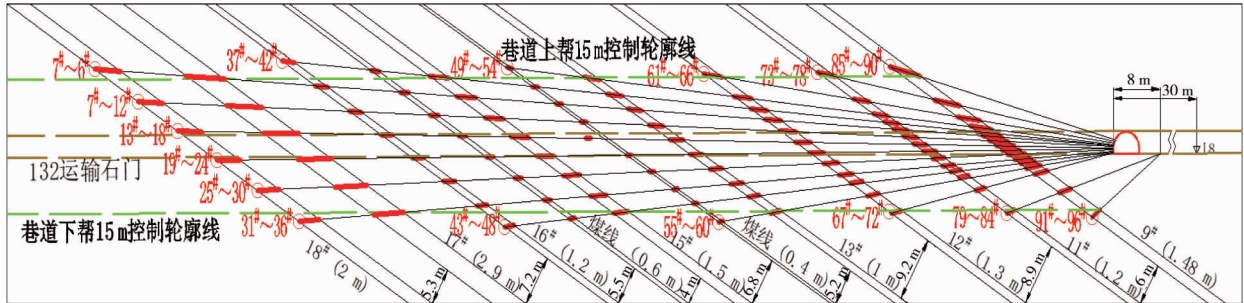 巷道上帮15m控制轮廓线
7#～6#
37#～42#
49#～54#
61#～66#
73#～78#
85#～90#
8 m
30 m
7#～12#
13#～18#
19#～24#
132运输石门
25#～30#
31#～36#
43#～48#
55#～60#
67#～72#
79#～84#
91#～96#
巷道下帮15m控制轮廓线
18# (2 m)
17# (2.9 m)
16# (1.2 m)
煤线 (0.6 m)
15# (1.5 m)
煤线 (0.4 m)
13# (1 m)
12# (1.3 m)
11# (1.2 m)
9# (1.48 m)
5.3 m
7.2 m
5.5 m
4 m
6.8 m
5.2 m
9.2 m
8.9 m
6 m